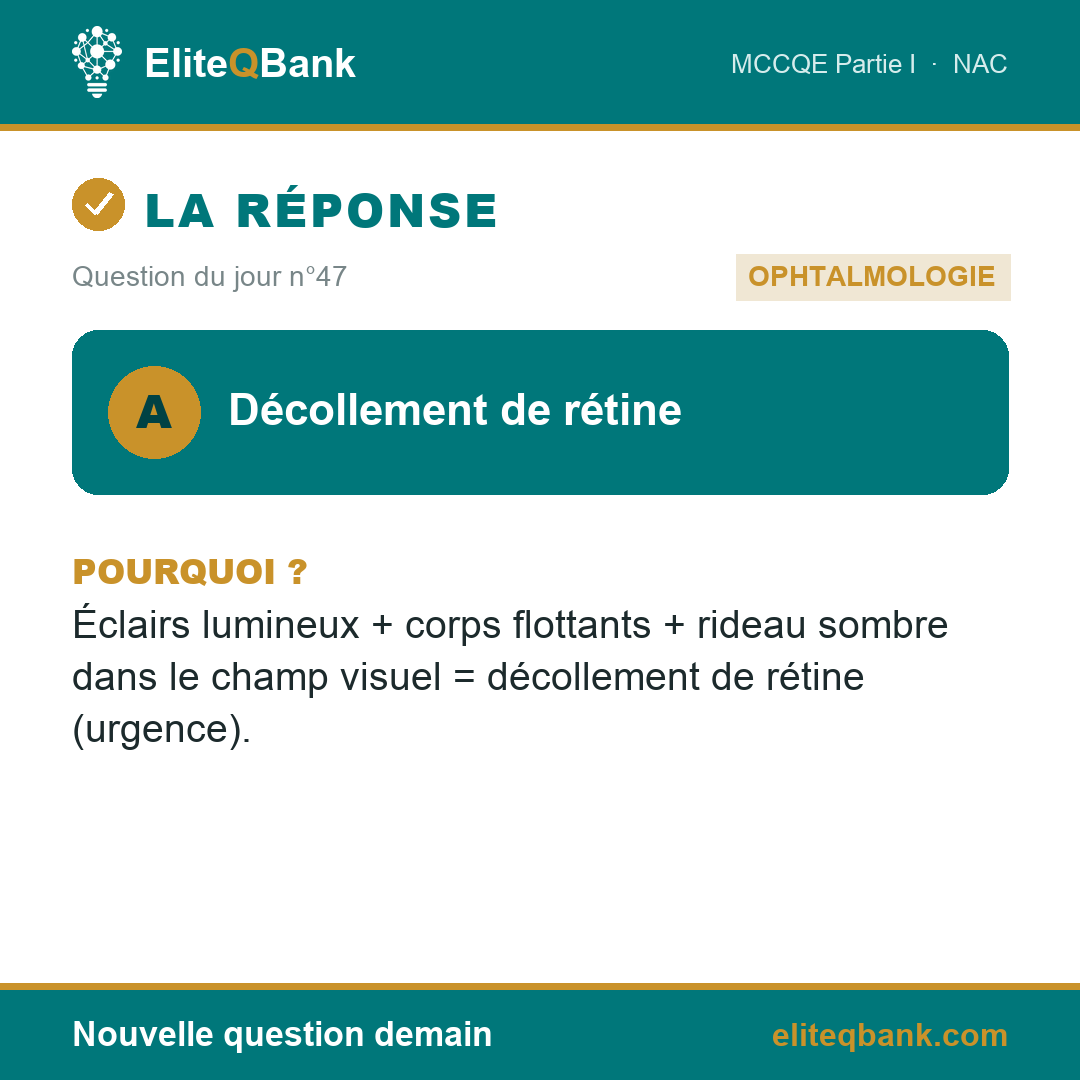 EliteQBank
MCCQE Partie I · NAC
LA RÉPONSE
Question du jour n°47
OPHTALMOLOGIE
A
Décollement de rétine
POURQUOI ?
Éclairs lumineux + corps flottants + rideau sombre
dans le champ visuel = décollement de rétine
(urgence).
Nouvelle question demain
eliteqbank.com